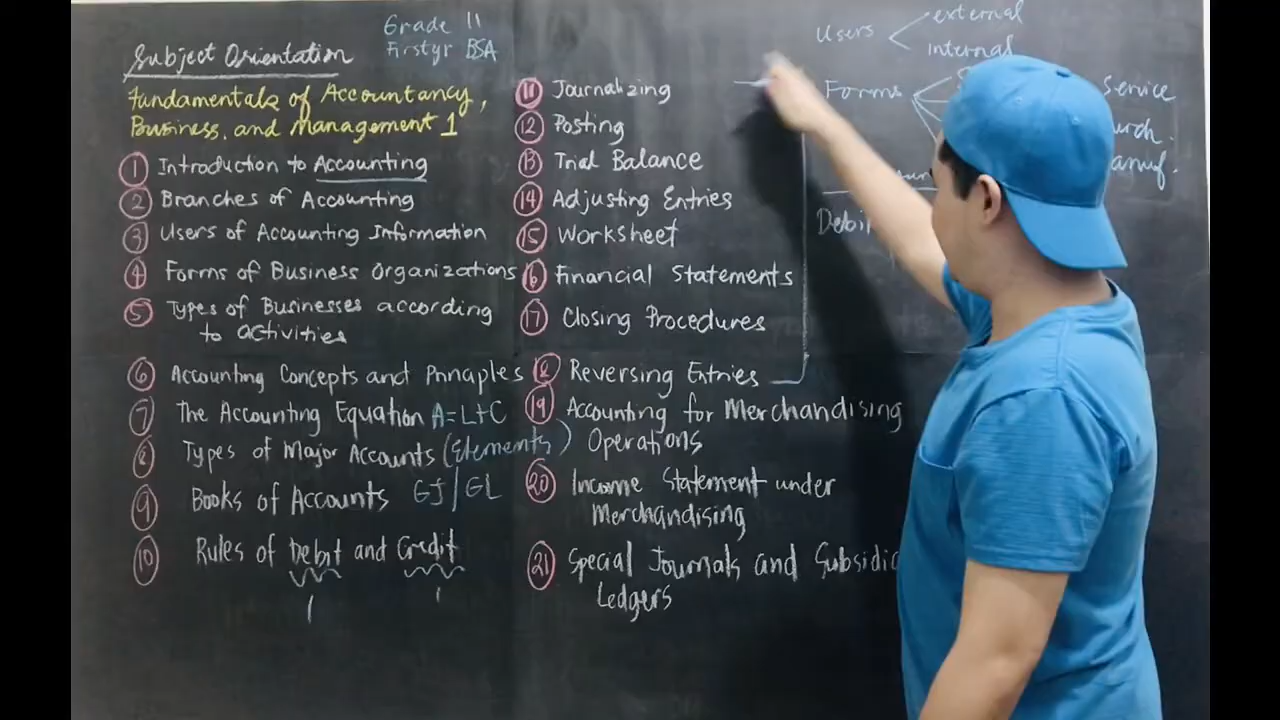 Subject Orientation
Grade 11
Firstyr BSA
Fundamentals of Accountancy,
Business, and Management 1
1 Introduction to Accounting
2 Branches of Accounting
3 Users of Accounting Information
4 Forms of Business Organizations
5 Types of Businesses according
to activities
6 Accounting Concepts and Principles
7 The Accounting Equation A=L+C
8 Types of Major Accounts (Elements)
9 Books of Accounts GJ/GL
10 Rules of Debit and Credit
11 Journalizing
12 Posting
13 Trial Balance
14 Adjusting Entries
15 Worksheet
16 Financial Statements
17 Closing Procedures
18 Reversing Entries
19 Accounting for Merchandising
Operations
20 Income Statement under
Merchandising
21 Special Journals and Subsidia
Ledgers
Users
external
internal
Forms
Service
Debi